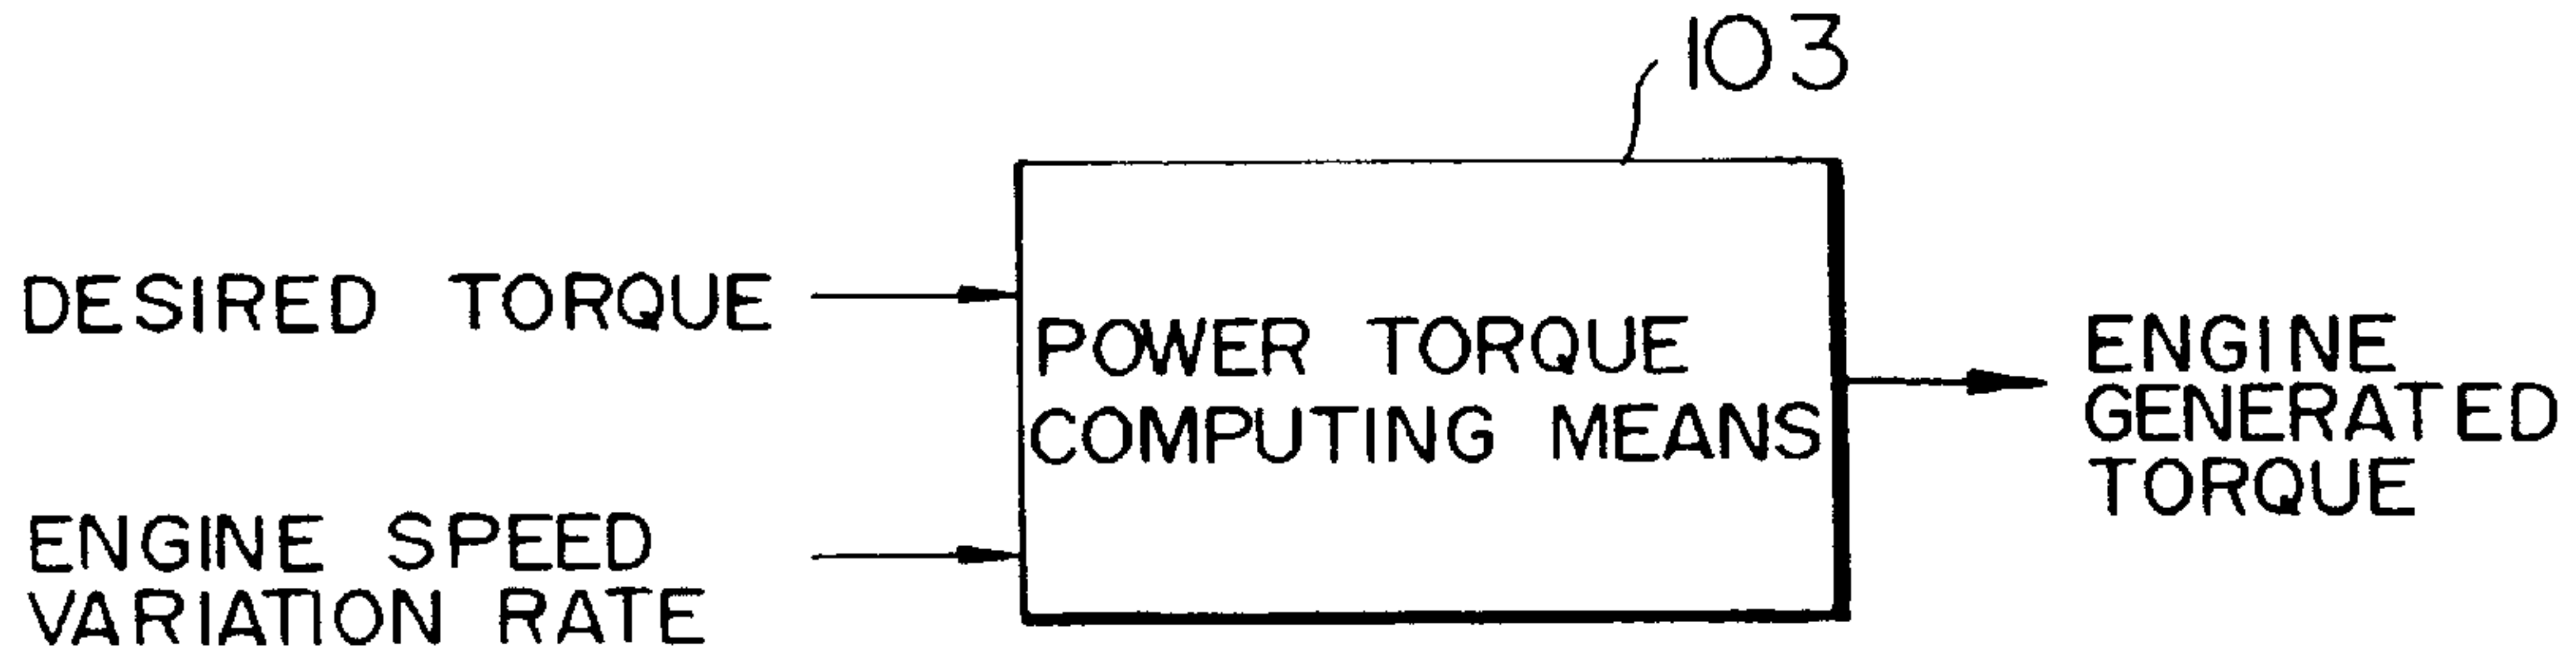 103
DESIRED TORQUE
POWER TORQUE
COMPUTING MEANS
ENGINE SPEED
VARIATION RATE
ENGINE
GENERATED
TORQUE